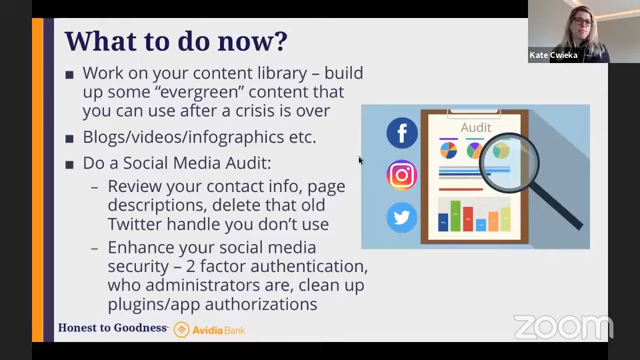 What to do now?
■ Work on your content library – build
up some “evergreen” content that
you can use after a crisis is over
■ Blogs/videos/infographics etc.
■ Do a Social Media Audit:
– Review your contact info, page
descriptions, delete that old
Twitter handle you don’t use
– Enhance your social media
security – 2 factor authentication,
who administrators are, clean up
plugins/app authorizations
Audit
Honest to Goodness
Avidia Bank
Kate Cwieka
zoom